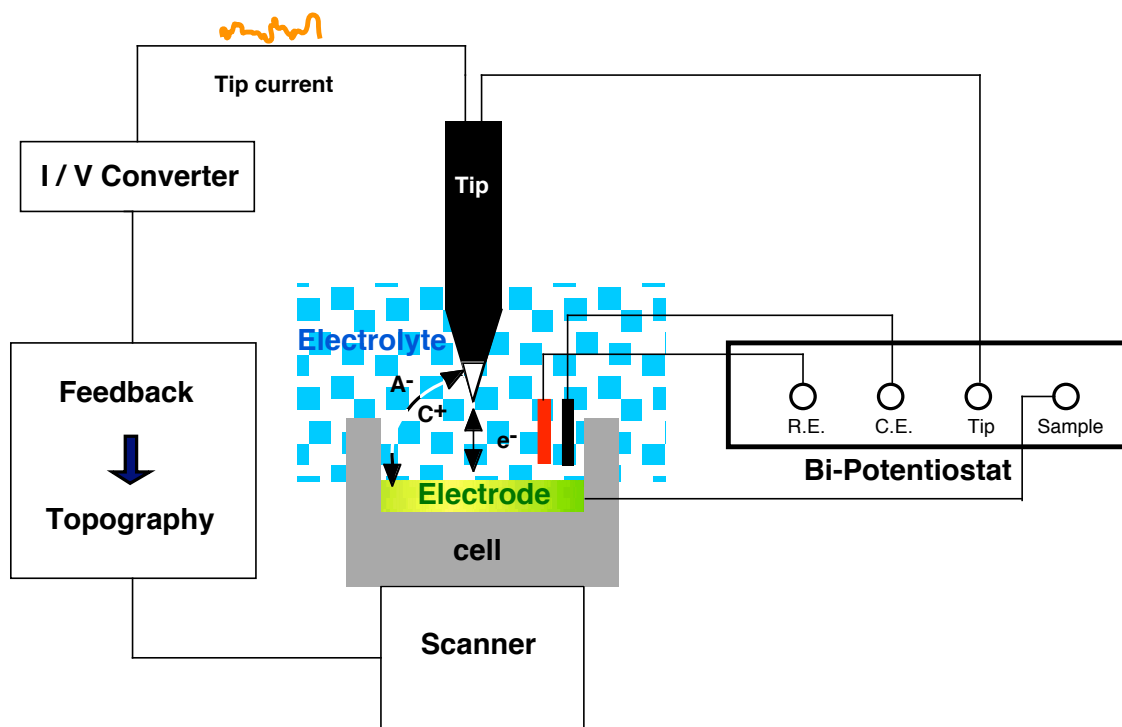 Tip current
I / V Converter
Tip
Electrolyte
Feedback
A-
C+
e-
R.E. C.E. Tip Sample
Bi-Potentiostat
Electrode
Topography
cell
Scanner